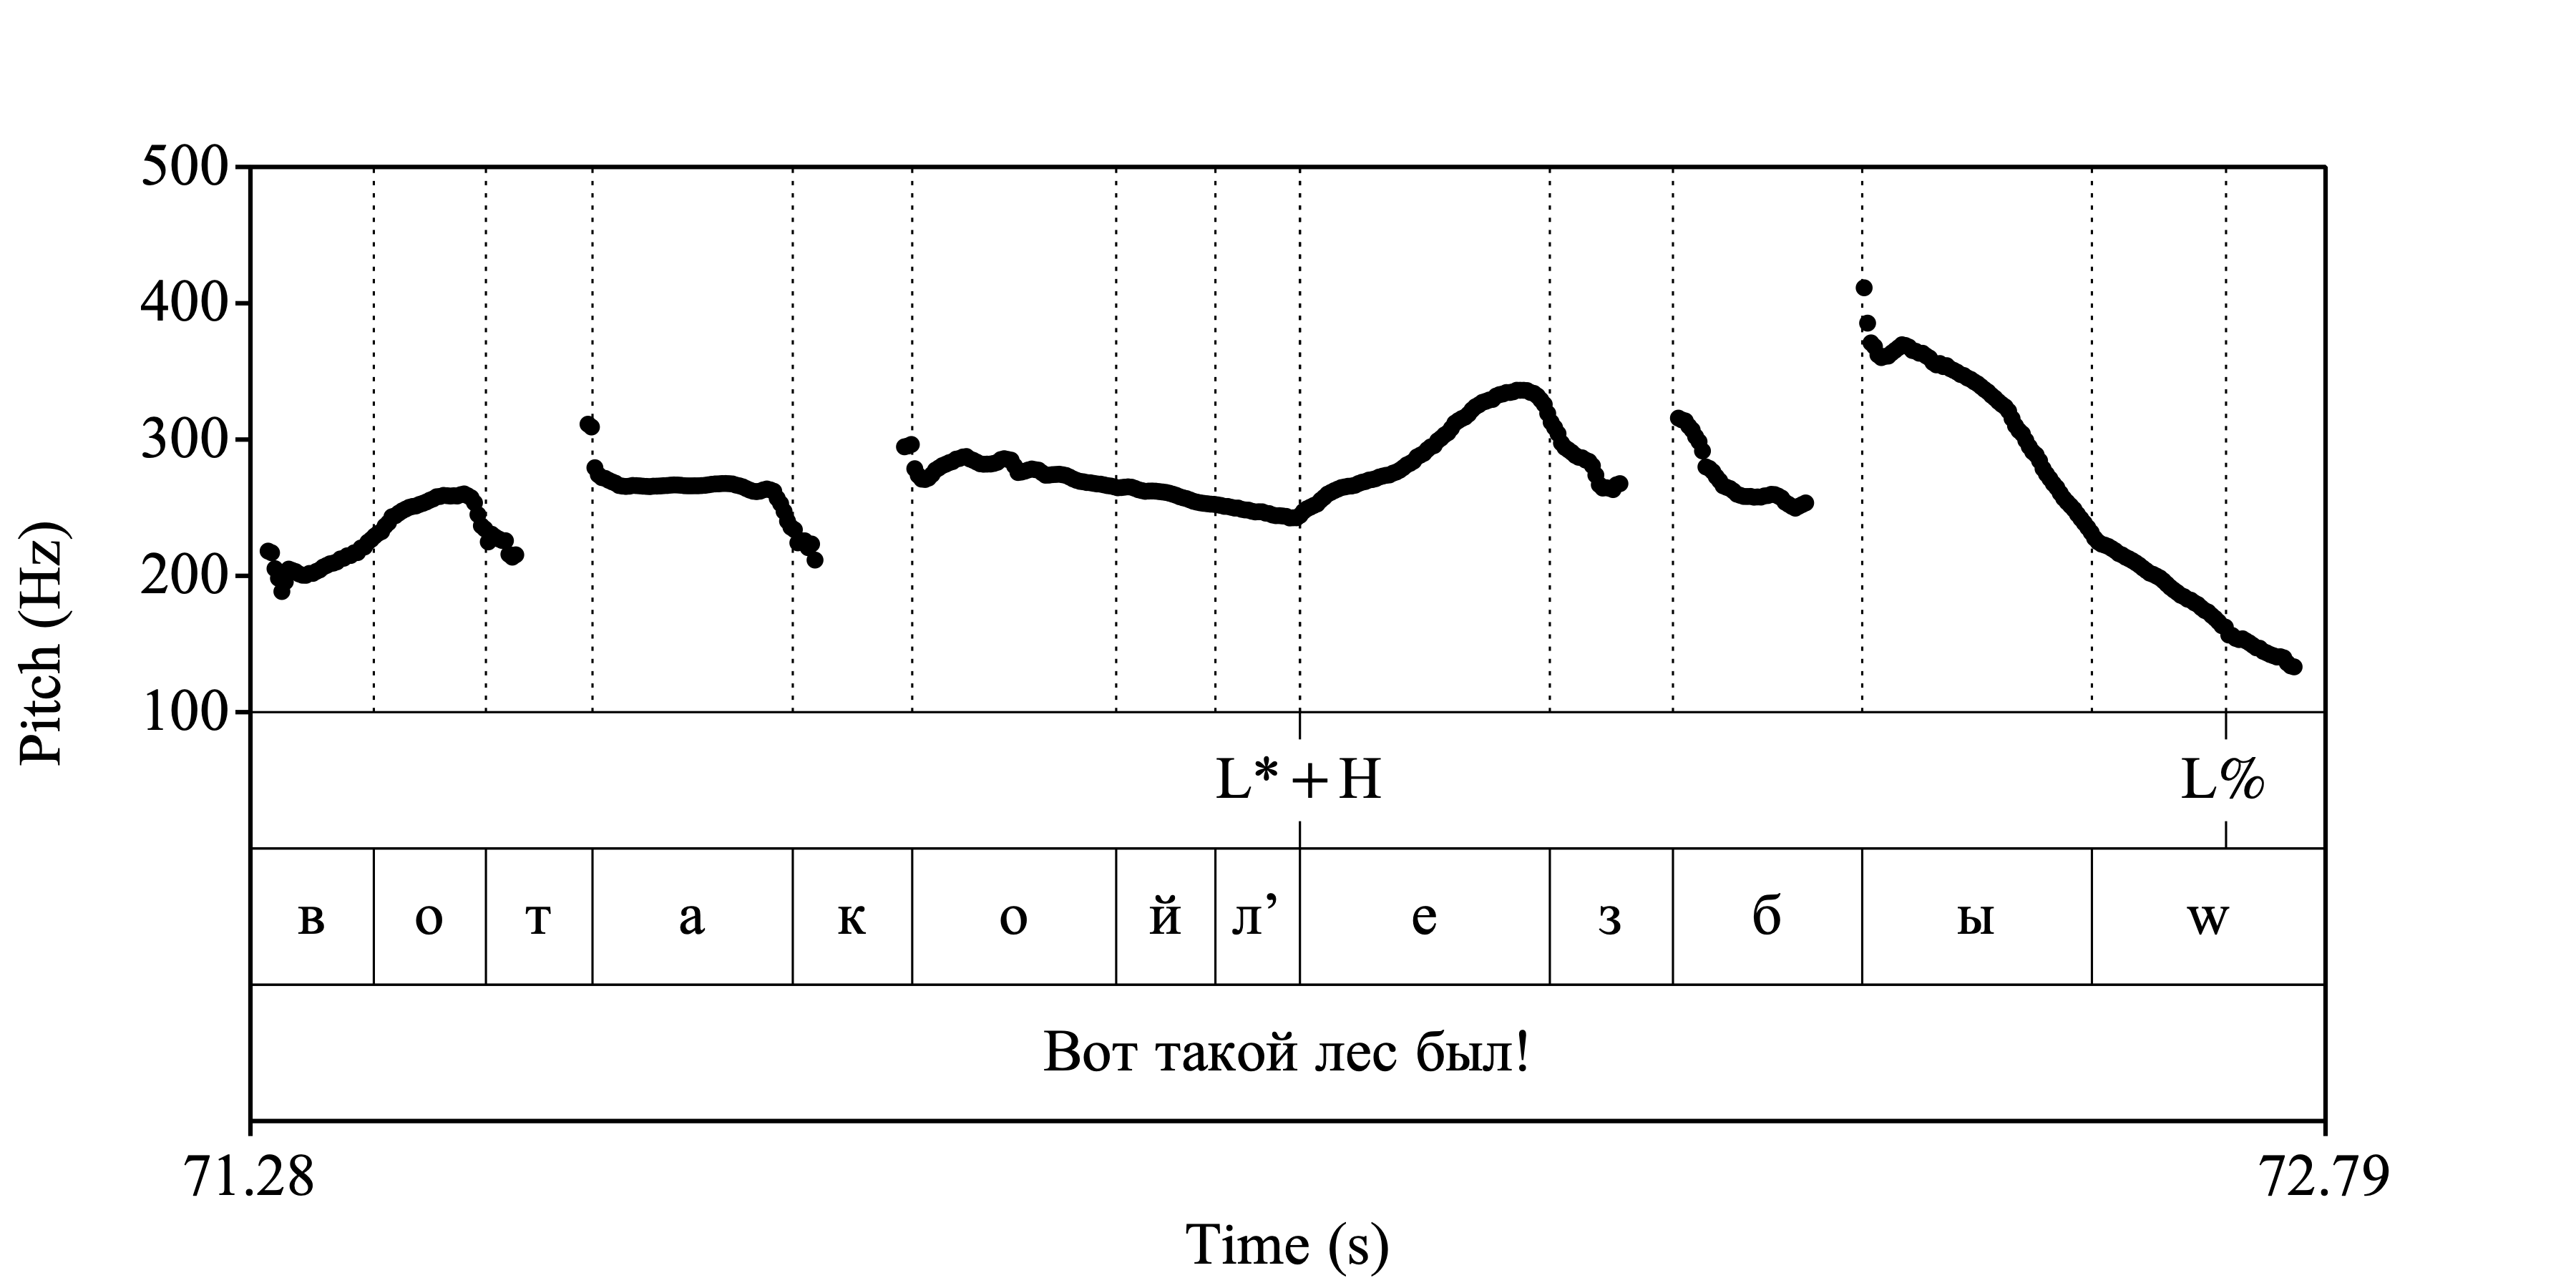 500
400
300
200
100
Pitch (Hz)
L*+H L%
в о т а к о й л’ е з б ы w
Вот такой лес был!
71.28 72.79
Time (s)